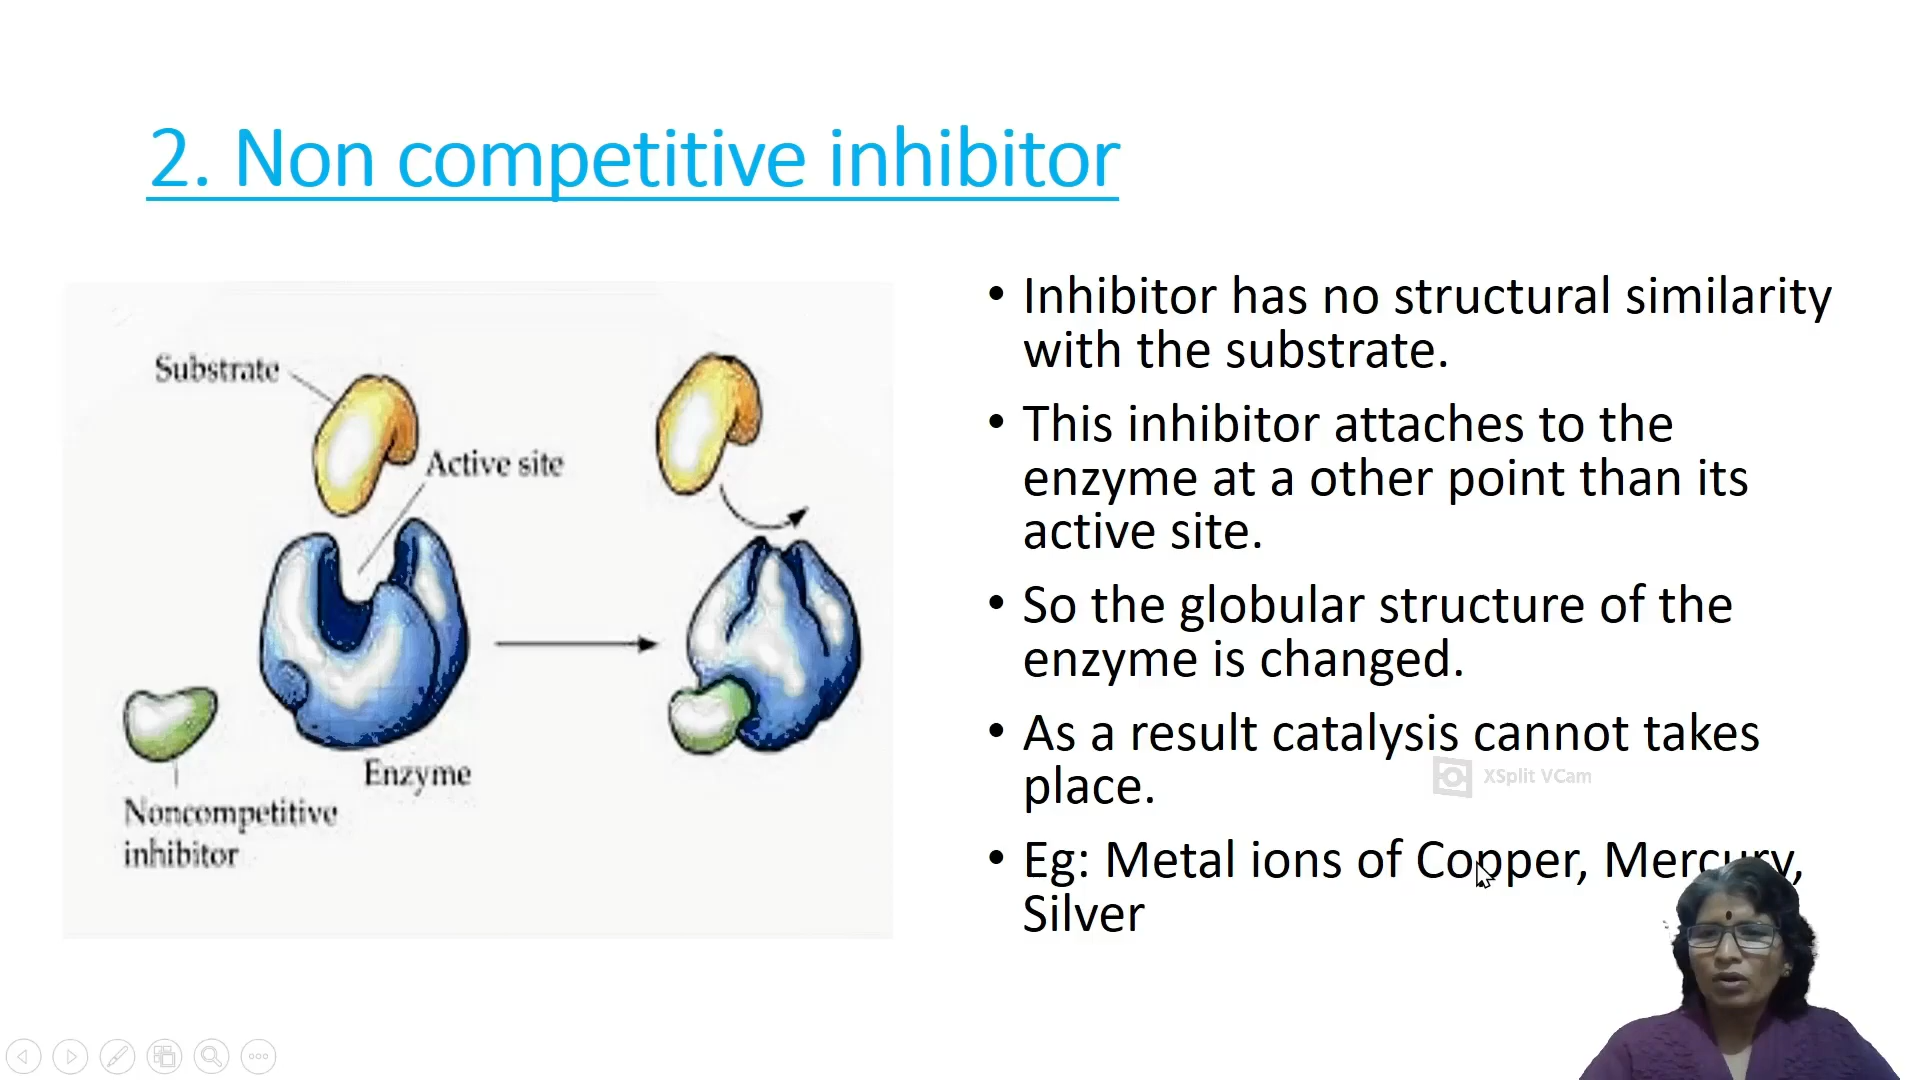 2. Non competitive inhibitor
Substrate
Active site
Enzyme
Noncompetitive
inhibitor
• Inhibitor has no structural similarity
with the substrate.
• This inhibitor attaches to the
enzyme at a other point than its
active site.
• So the globular structure of the
enzyme is changed.
• As a result catalysis cannot takes
place.
XSplit VCam
• Eg: Metal ions of Copper, Mercury,
Silver